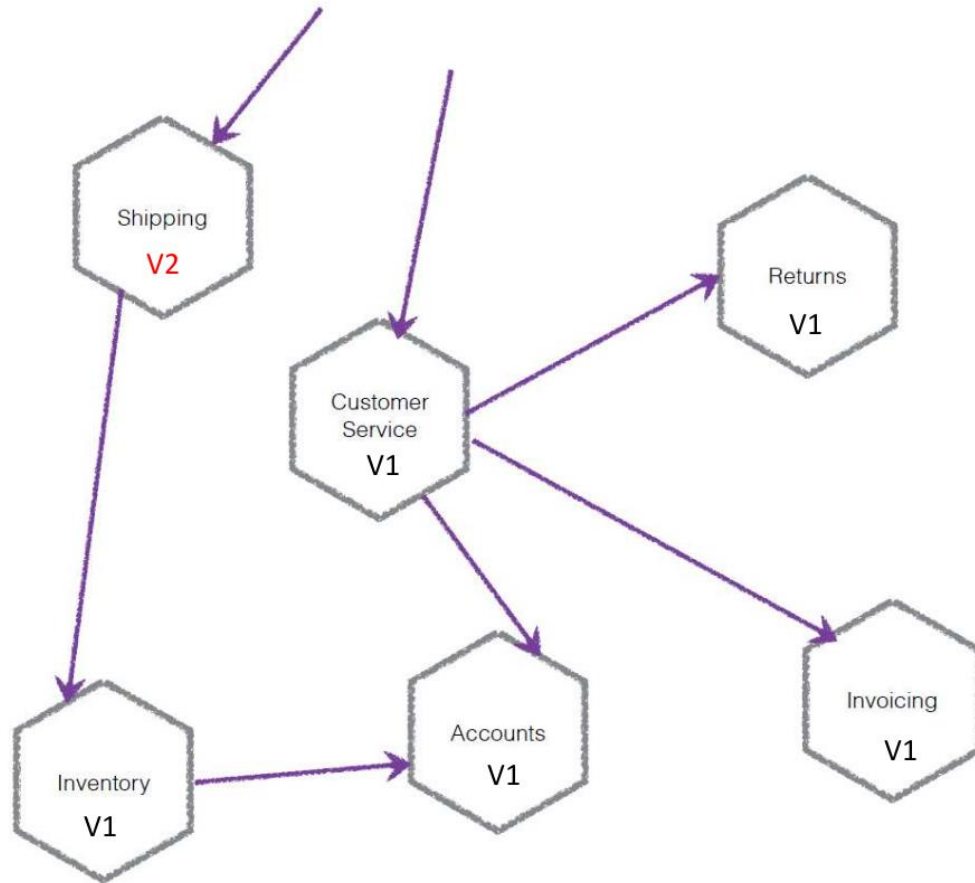 Shipping
V2
Returns
V1
Customer
Service
V1
Invoicing
V1
Accounts
V1
Inventory
V1